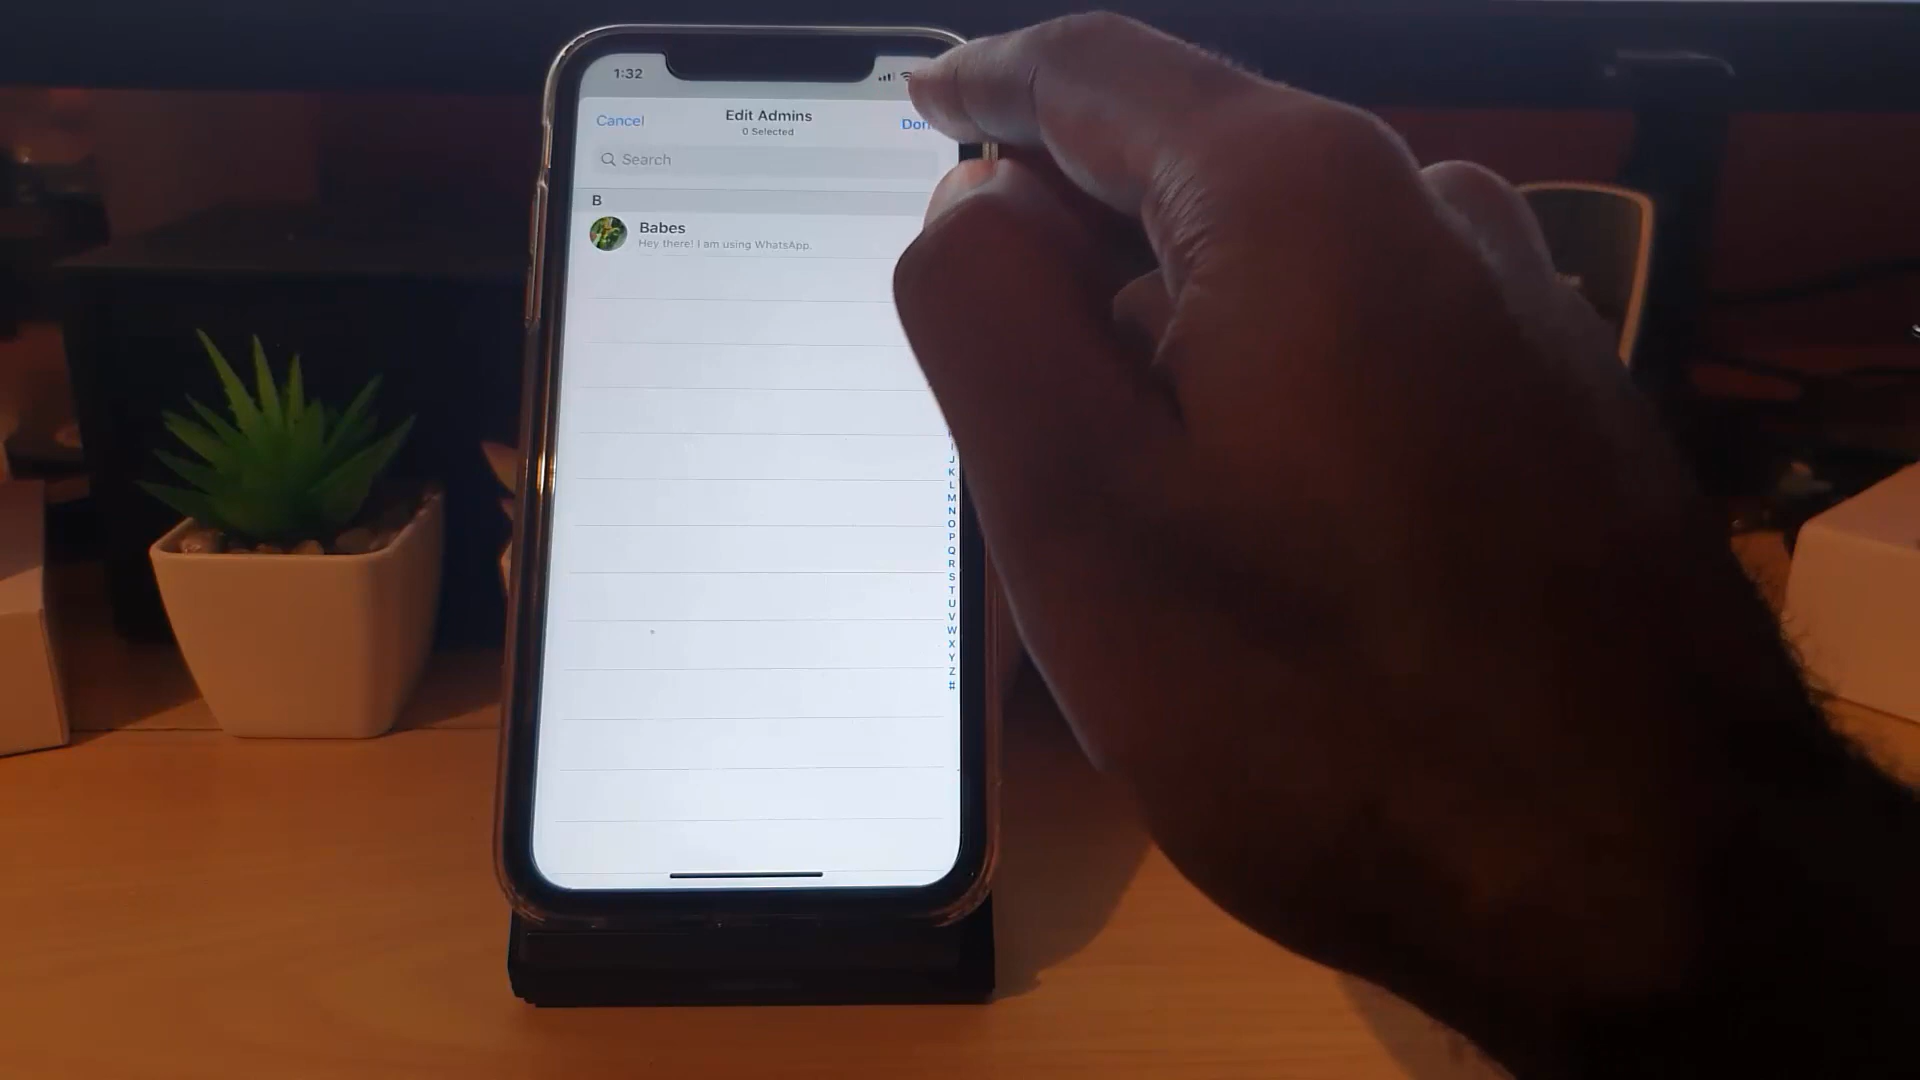 1:32
Cancel
Edit Admins
0 Selected
Search
B
Babes
Hey there! I am using WhatsApp.
I
J
K
L
M
N
O
P
Q
R
S
T
U
V
W
X
Y
Z
#